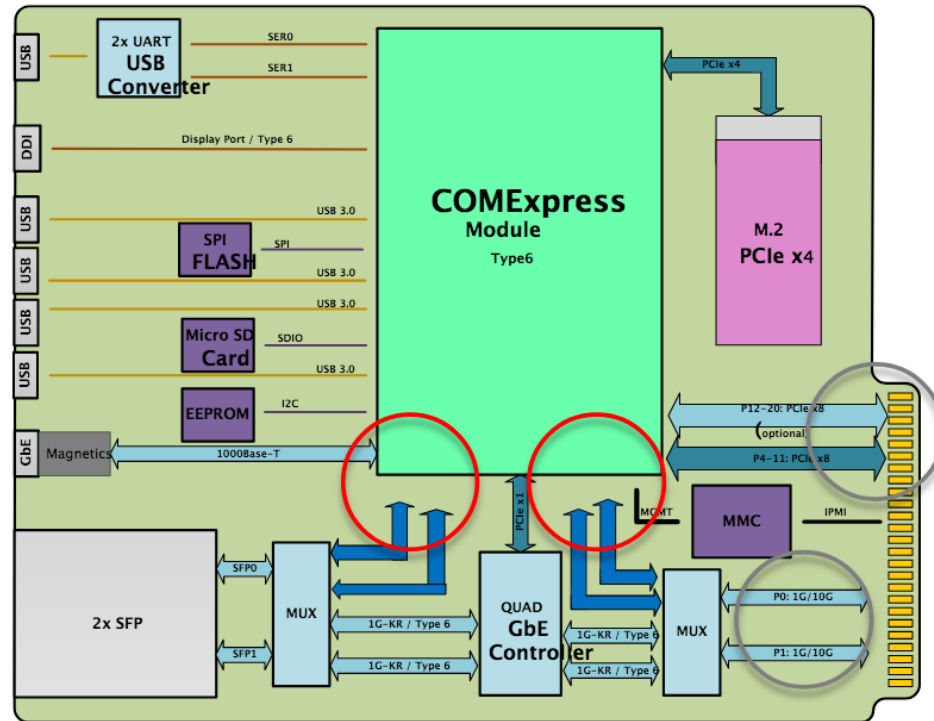 USB
2x UART
USB
Converter
SER0
SER1
PCIe x4
DDI
Display Port / Type 6
COMExpress
Module
Type6
M.2
PCIe x4
USB
USB 3.0
SPI
FLASH
SPI
USB
USB 3.0
USB
USB 3.0
Micro SD
Card
SDIO
USB
USB 3.0
EEPROM
I2C
P12-20: PCIe x8
(optional)
P4-11: PCIe x8
GbE
Magnetics
1000Base-T
PCIe x1
MGMT
MMC
IPMI
2x SFP
SFP0
SFP1
MUX
1G-KR / Type 6
1G-KR / Type 6
QUAD
GbE
Controller
1G-KR / Type 6
1G-KR / Type 6
MUX
P0: 1G/10G
P1: 1G/10G